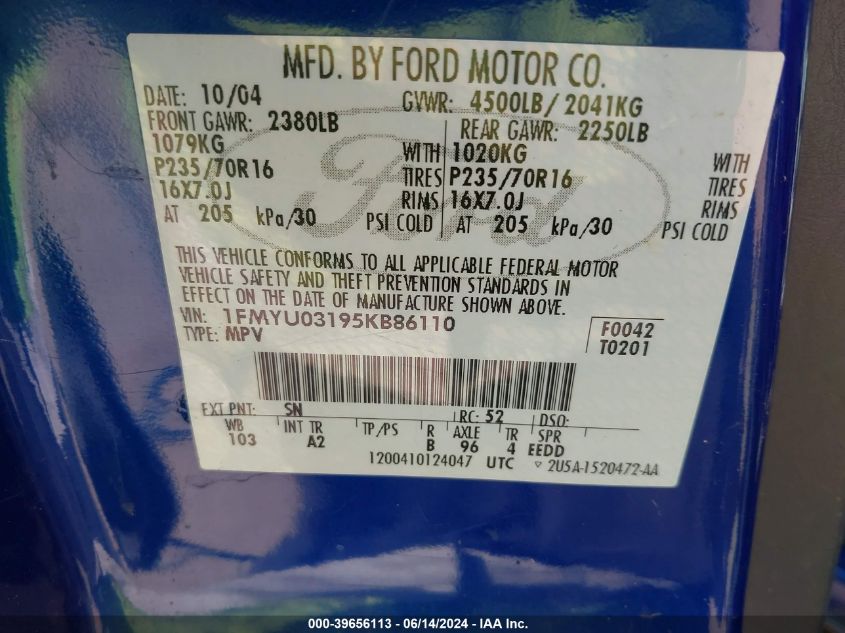 MFD. BY FORD MOTOR CO.
DATE: 10/04 GVWR: 4500LB/ 2041KG
FRONT GAWR: 2380LB REAR GAWR: 2250LB
1079KG WITH 1020KG WITH
P235/70R16 TIRES P235/70R16 TIRES
16X7.0J RIMS 16X7.0J RIMS
AT 205 kPa/30 PSI COLD AT 205 kPa/30 PSI COLD
Ford
THIS VEHICLE CONFORMS TO ALL APPLICABLE FEDERAL MOTOR
VEHICLE SAFETY AND THEFT PREVENTION STANDARDS IN
EFFECT ON THE DATE OF MANUFACTURE SHOWN ABOVE.
VIN: 1FMYU03195KB86110 F0042
TYPE: MPV T0201
EXT PNT: SN RC: 52 DSO:
WB INT TR TP/PS R AXLE TR SPR
103 A2 B 96 4 EEDD
1200410124047 UTC ▽ 2U5A-1520472-AA
000-39656113 - 06/14/2024 - IAA Inc.